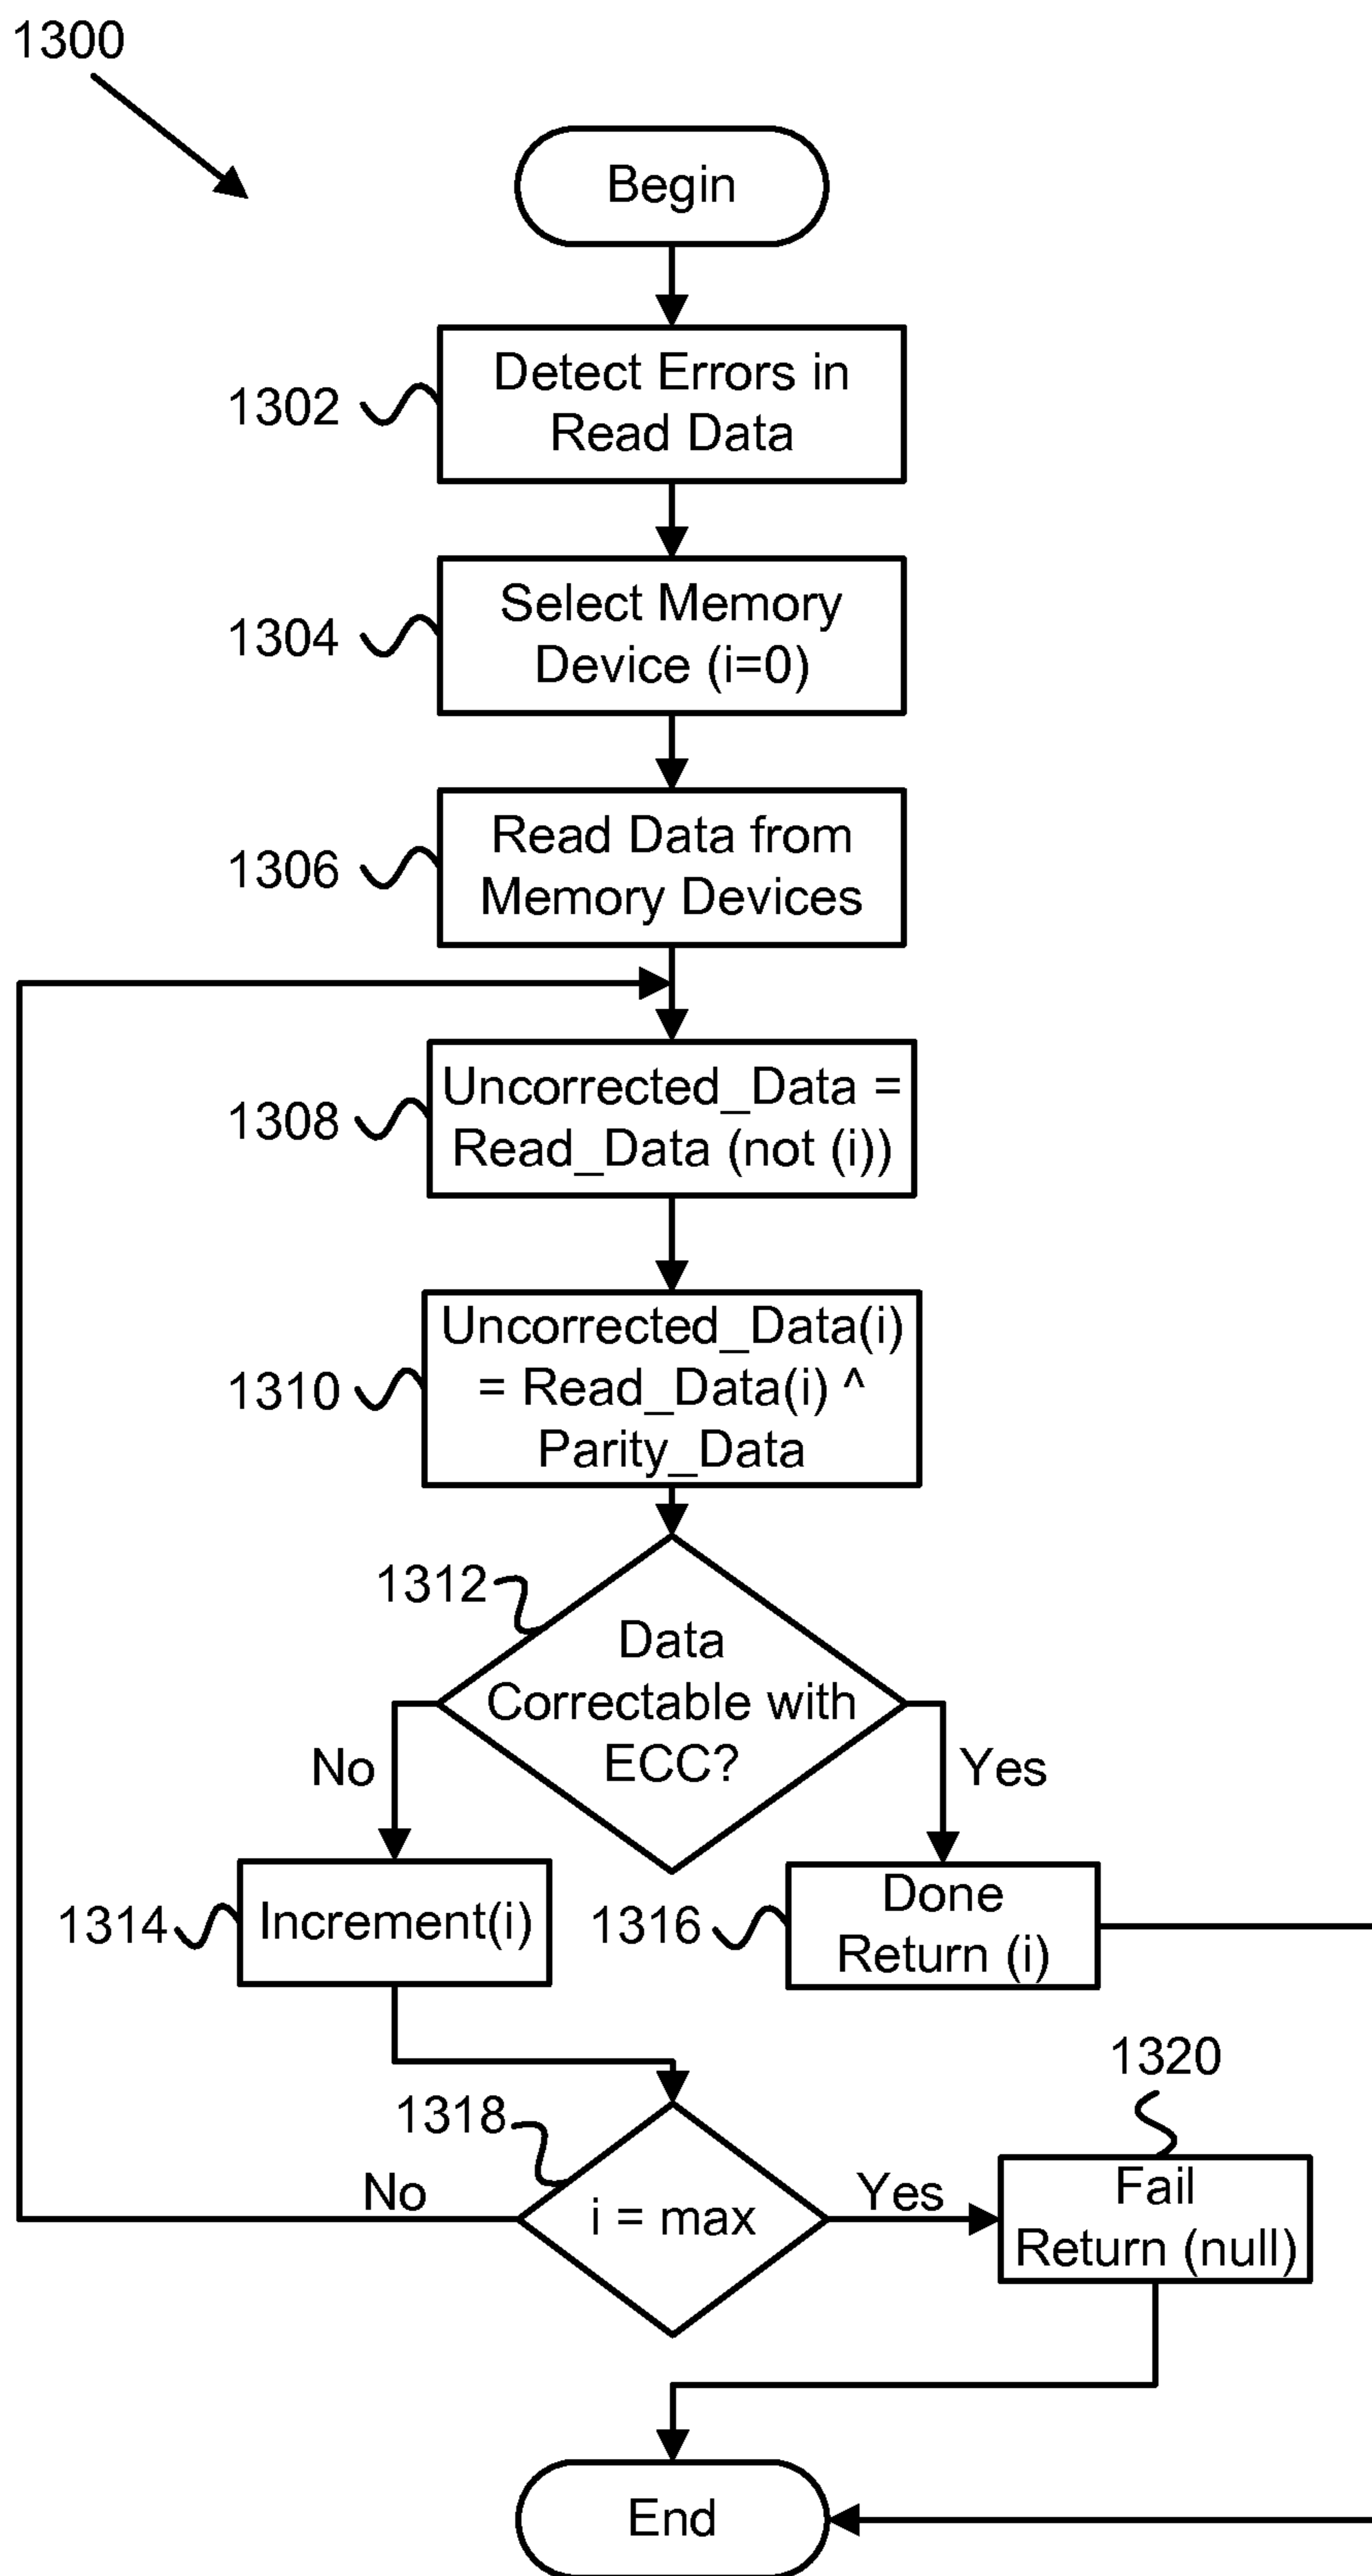 1300
Begin
1302
Detect Errors in
Read Data
1304
Select Memory
Device (i=0)
1306
Read Data from
Memory Devices
1308
Uncorrected_Data =
Read_Data (not (i))
1310
Uncorrected_Data(i)
= Read_Data(i) ^
Parity_Data
1312
Data
Correctable with
ECC?
No
Yes
1314
Increment(i)
1316
Done
Return (i)
1318
i = max
No
Yes
1320
Fail
Return (null)
End